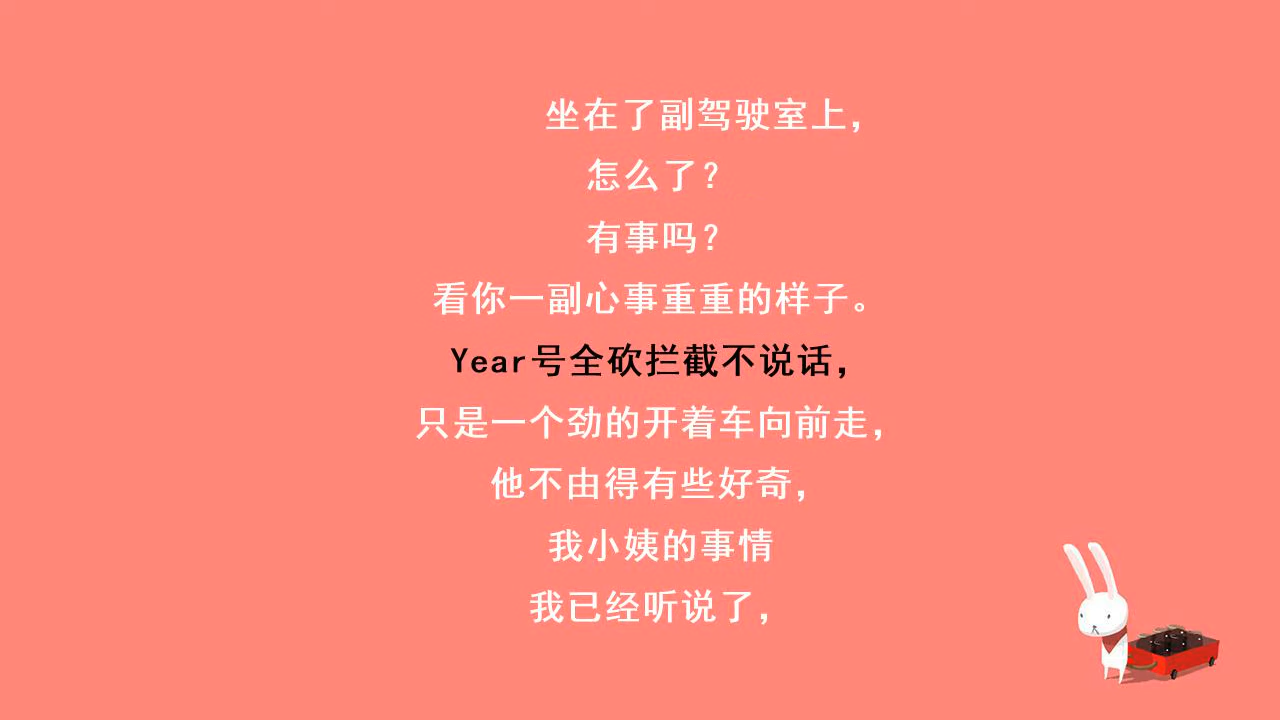 坐在了副驾驶室上，
怎么了？
有事吗？
看你一副心事重重的样子。
Year号全砍拦截不说话，
只是一个劲的开着车向前走，
他不由得有些好奇，
我小姨的事情
我已经听说了，